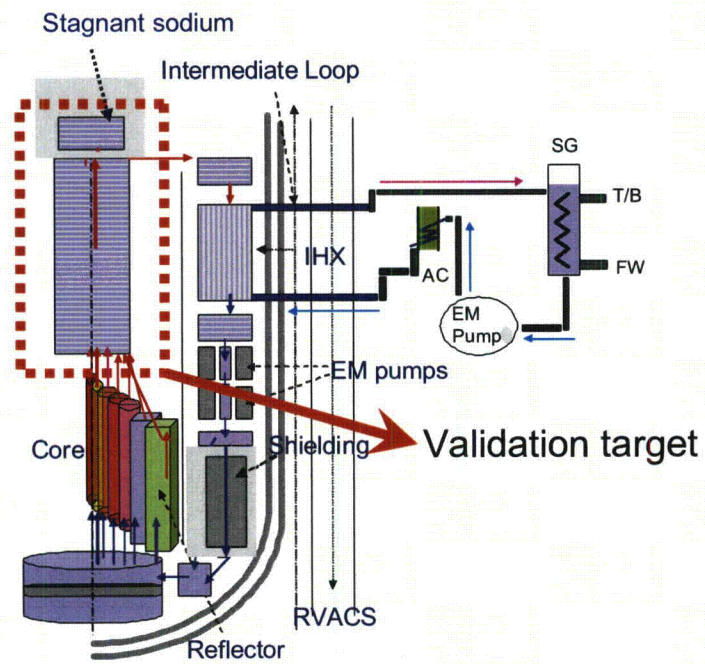 Stagnant sodium
Intermediate Loop
SG
T/B
IHX
AC
FW
EM
Pump
EM pumps
Core
Shielding
Validation target
RVACS
Reflector